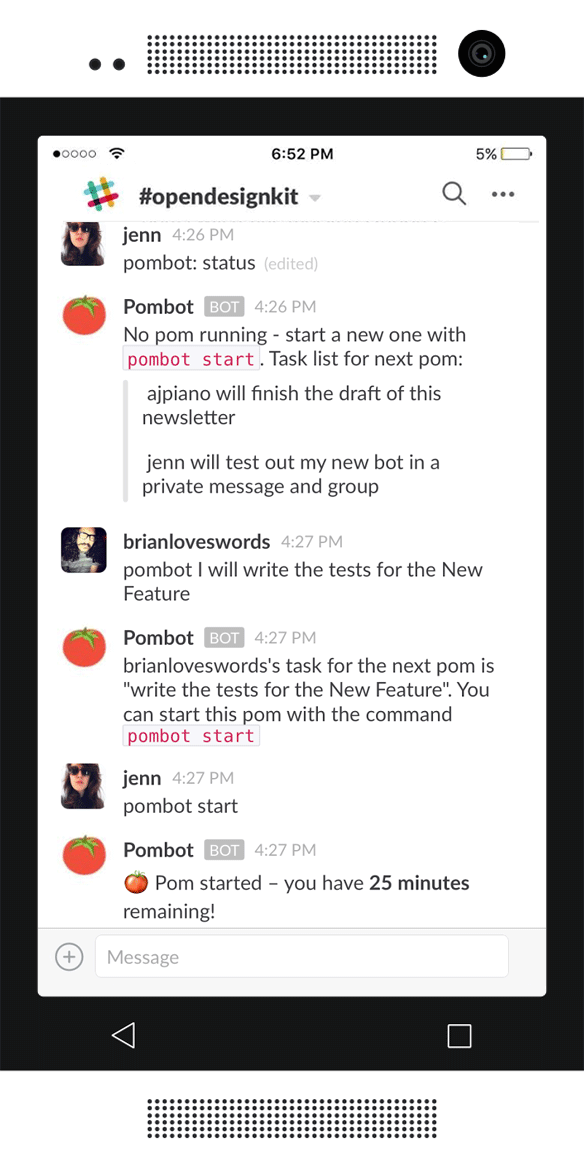 6:52 PM
5%
#opendesignkit
jenn 4:26 PM
pombot: status (edited)
Pombot BOT 4:26 PM
No pom running - start a new one with
pombot start. Task list for next pom:
ajpiano will finish the draft of this
newsletter
jenn will test out my new bot in a
private message and group
brianloveswords 4:27 PM
pombot I will write the tests for the New
Feature
Pombot BOT 4:27 PM
brianloveswords's task for the next pom is
"write the tests for the New Feature". You
can start this pom with the command
pombot start
jenn 4:27 PM
pombot start
Pombot BOT 4:27 PM
🍅 Pom started – you have 25 minutes
remaining!
Message